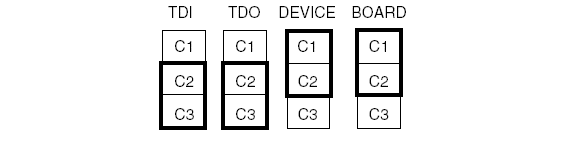 TDI TDO DEVICE BOARD
C1 C1 C1 C1
C2 C2 C2 C2
C3 C3 C3 C3